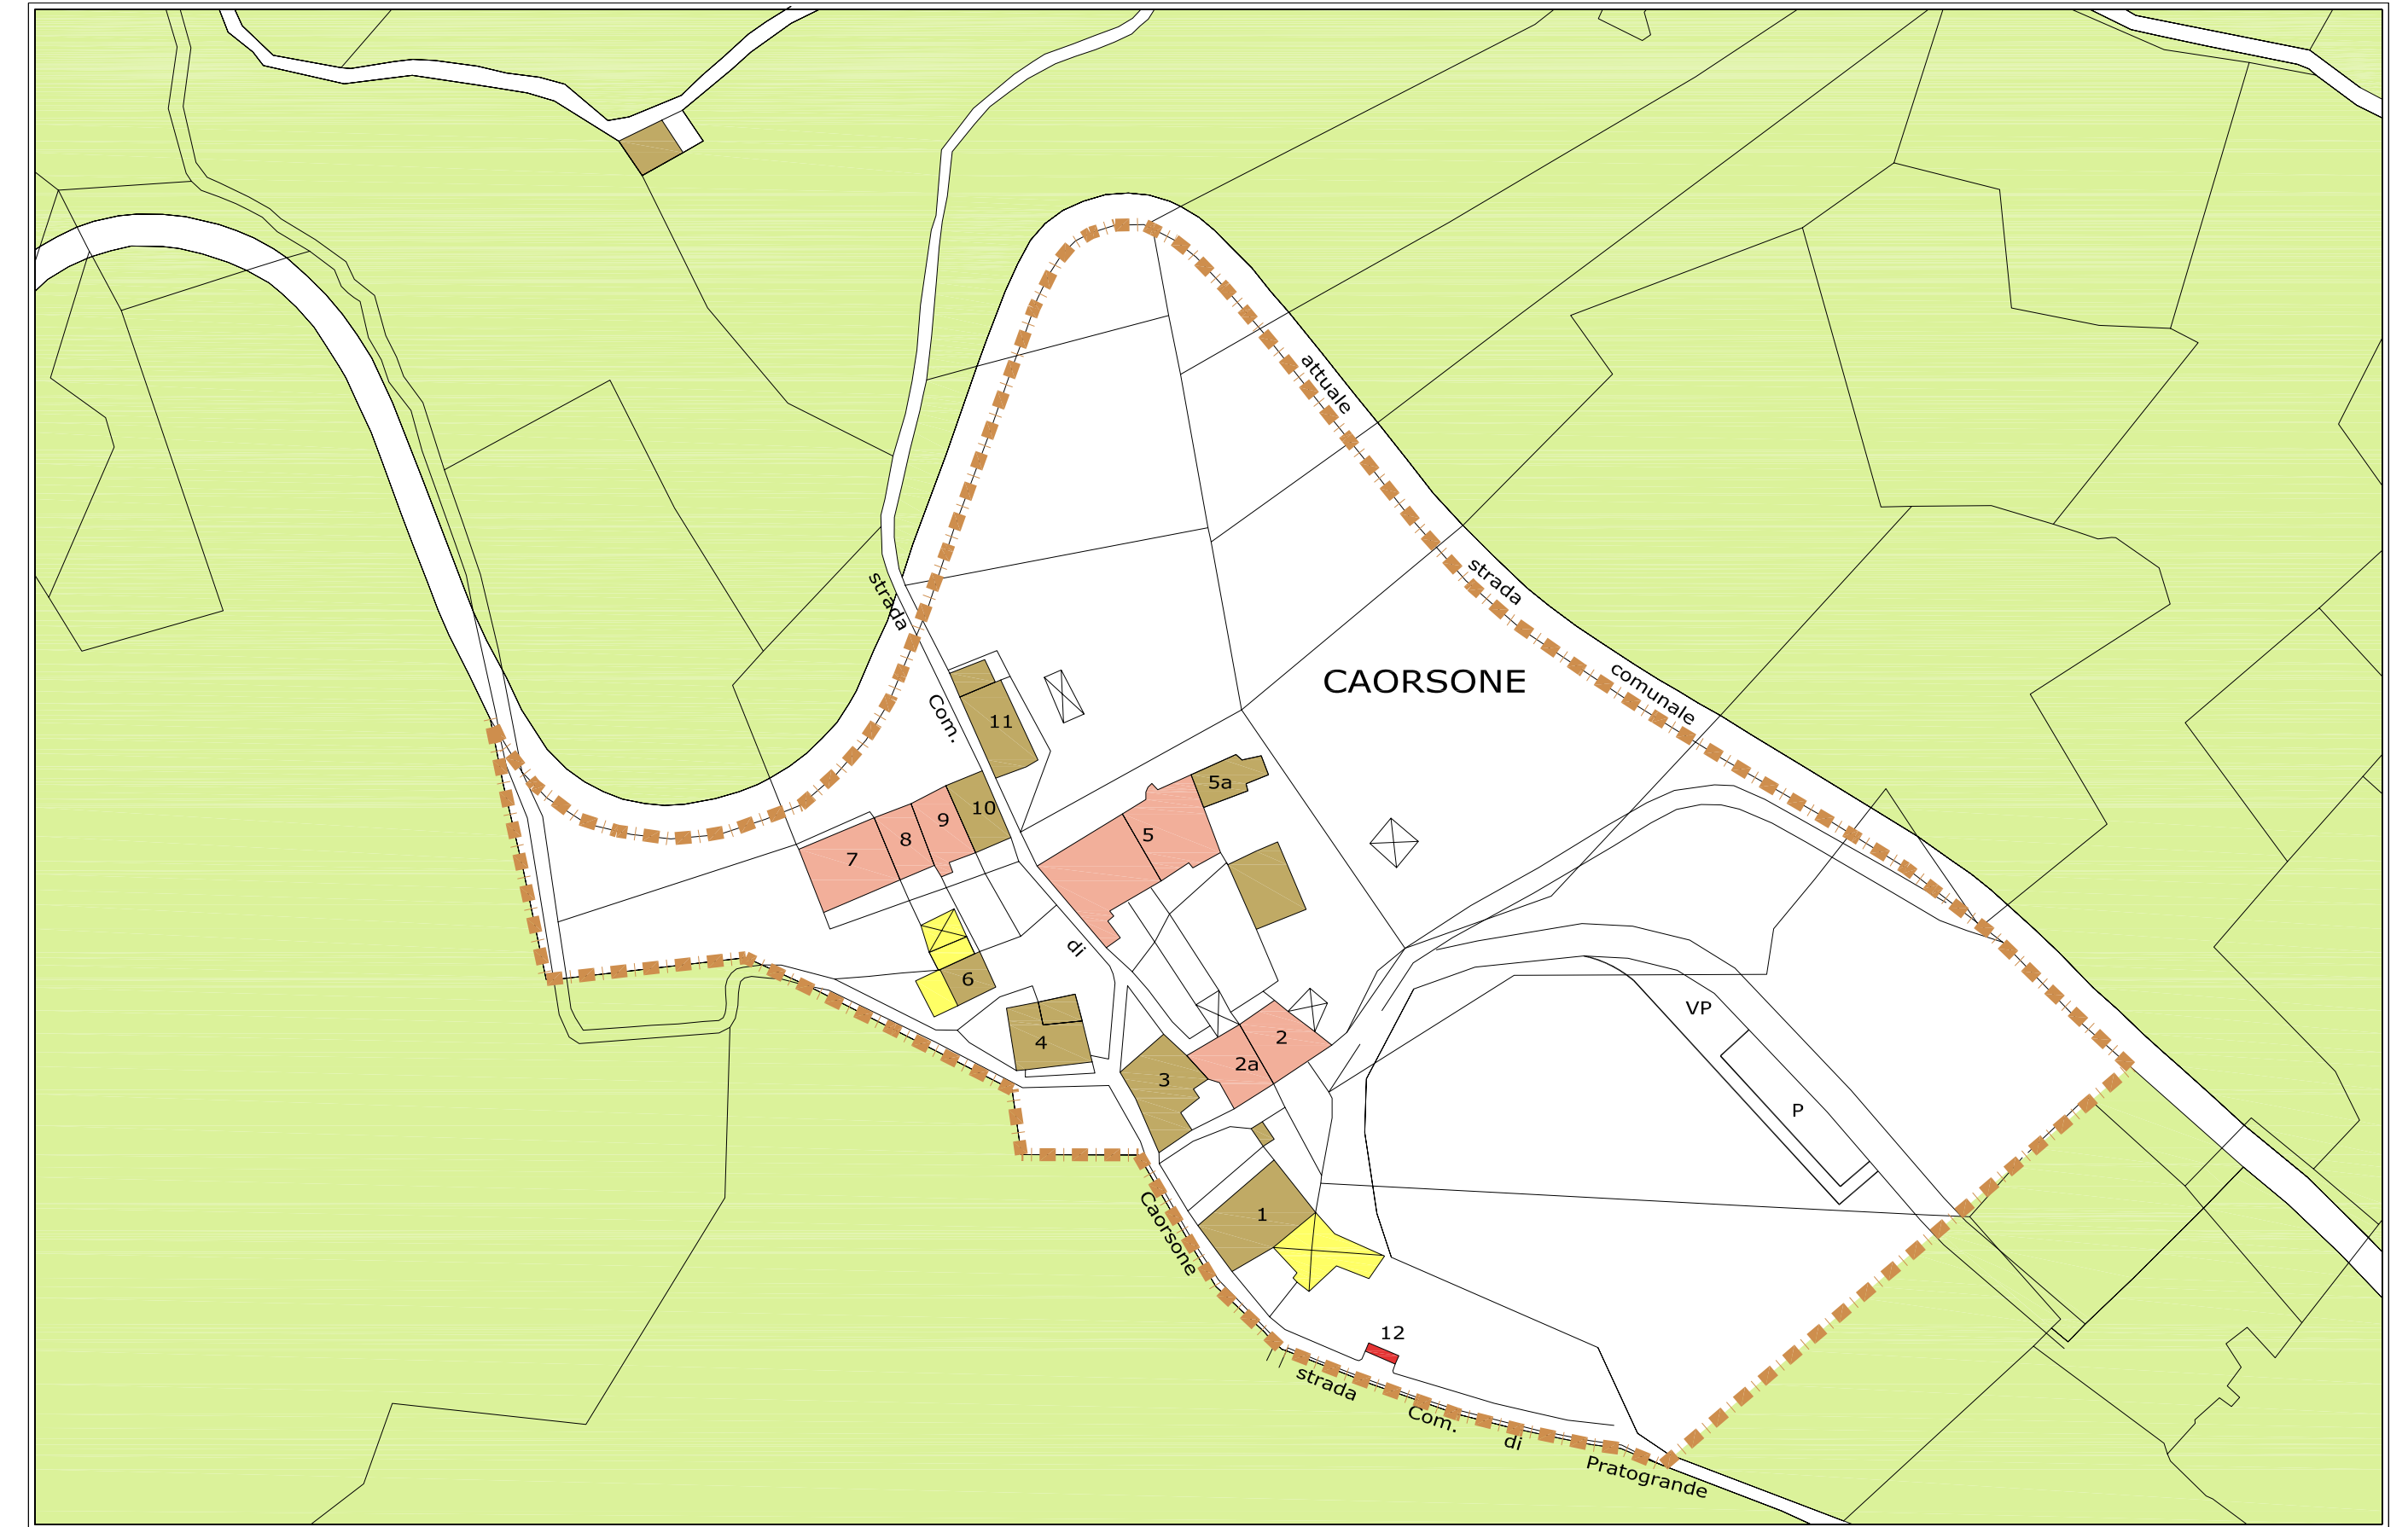 attuale
strada
comunale
strada
Com.
di
Caorsone
CAORSONE
11
5a
10
9
8
7
5
6
4
3
2
2a
VP
P
1
12
strada
Com.
di
Pratogrande